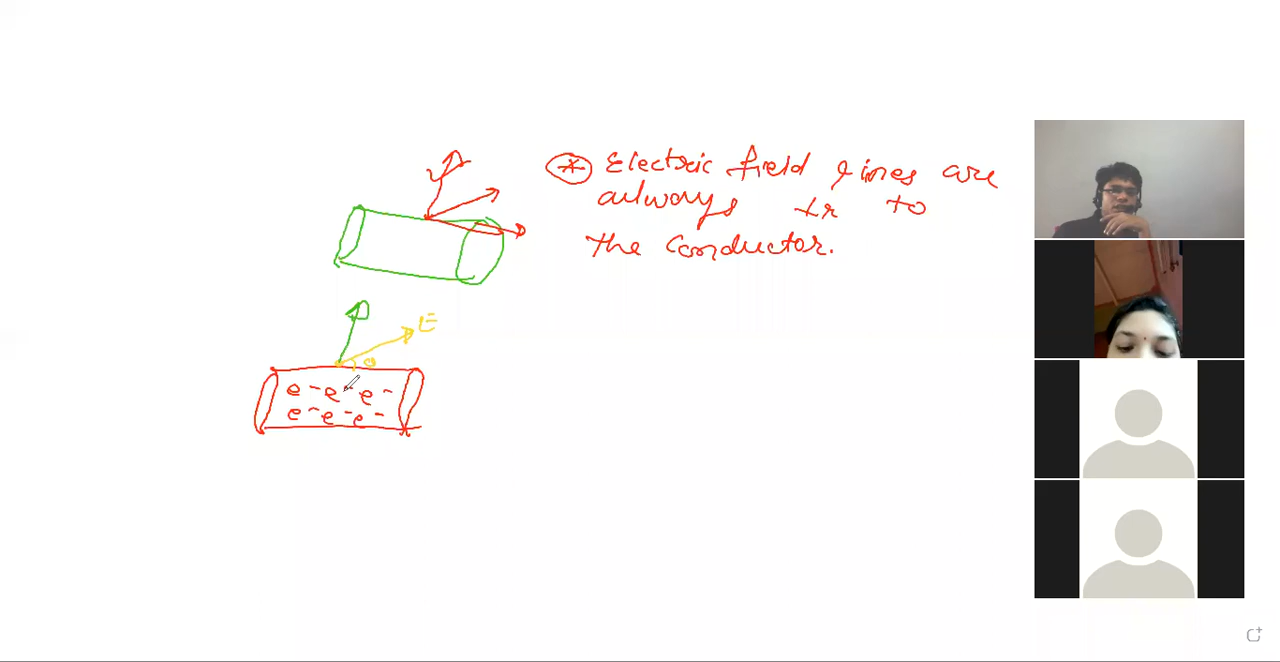 * Electric field lines are
always ⊥r to
the conductor.
E
θ
e- e- e-
e- e- e-